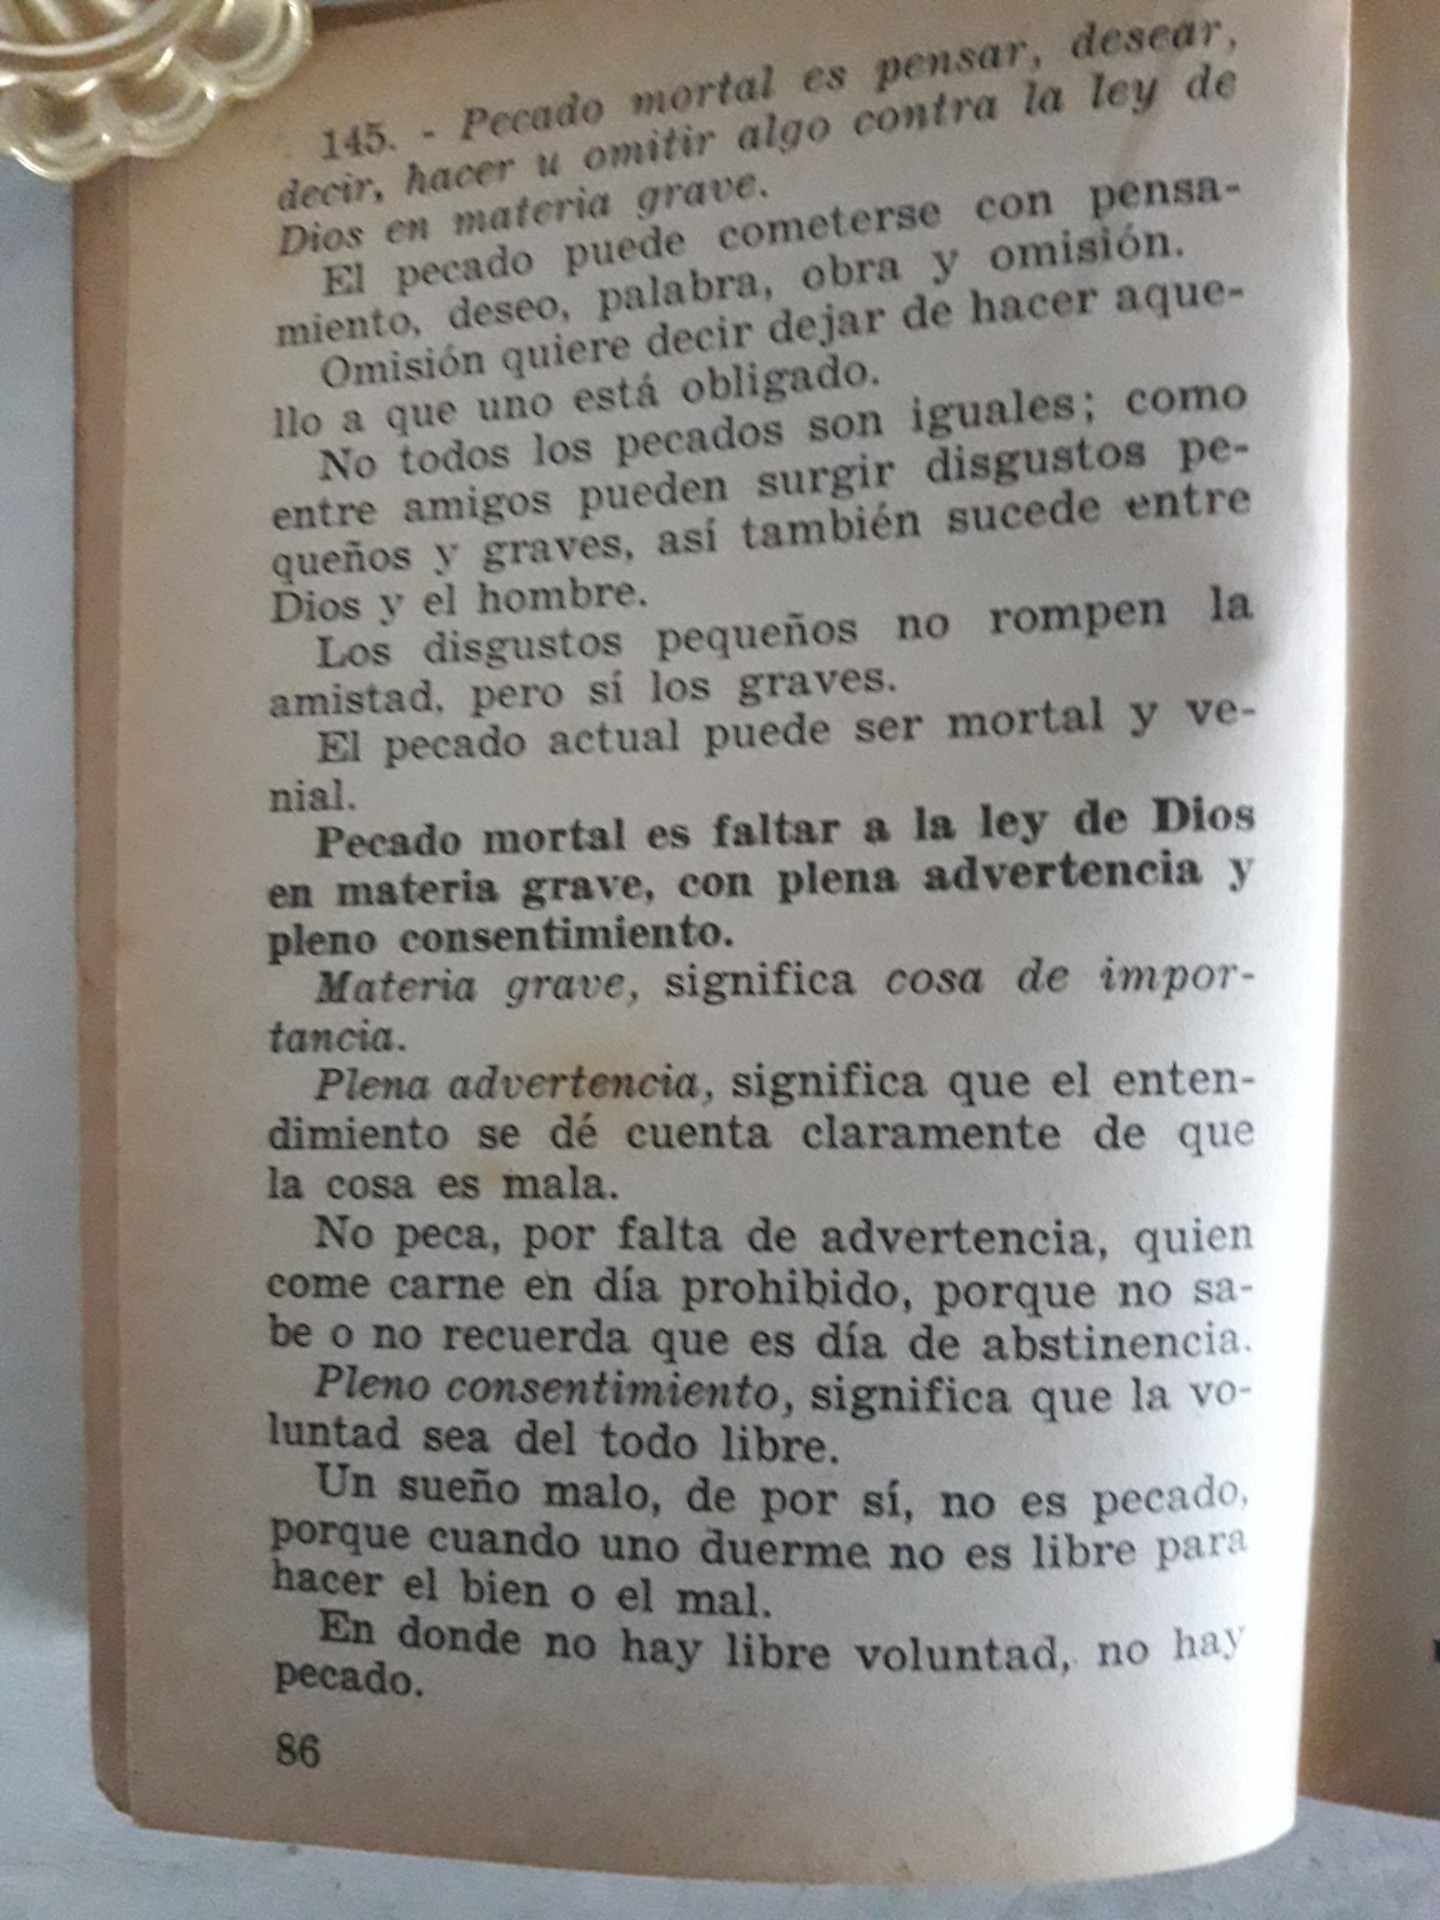 145. - Pecado mortal es pensar, desear,
decir, hacer u omitir algo contra la ley de
Dios en materia grave.
El pecado puede cometerse con pensa-
miento, deseo, palabra, obra y omisión.
Omisión quiere decir dejar de hacer aque-
llo a que uno está obligado.
No todos los pecados son iguales; como
entre amigos pueden surgir disgustos pe-
queños y graves, así también sucede entre
Dios y el hombre.
Los disgustos pequeños no rompen la
amistad, pero sí los graves.
El pecado actual puede ser mortal y ve-
nial.
Pecado mortal es faltar a la ley de Dios
en materia grave, con plena advertencia y
pleno consentimiento.
Materia grave, significa cosa de impor-
tancia.
Plena advertencia, significa que el enten-
dimiento se dé cuenta claramente de que
la cosa es mala.
No peca, por falta de advertencia, quien
come carne en día prohibido, porque no sa-
be o no recuerda que es día de abstinencia.
Pleno consentimiento, significa que la vo-
luntad sea del todo libre.
Un sueño malo, de por sí, no es pecado,
porque cuando uno duerme no es libre para
hacer el bien o el mal.
En donde no hay libre voluntad, no hay
pecado.
86